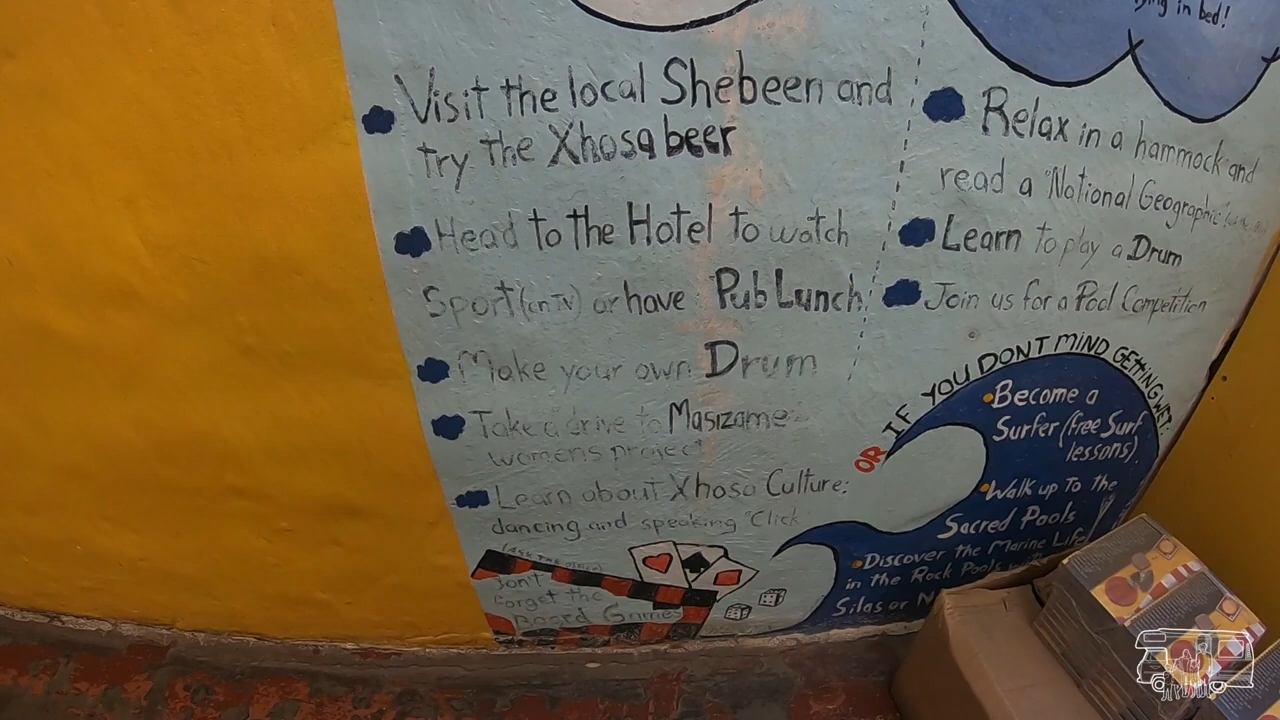 Visit the local Shebeen and
try the Xhosa beer
Head to the Hotel to watch
Sport (on TV) or have Pub Lunch
Make your own Drum
Take a drive to Masizame
womens project
Learn about Xhosa Culture:
dancing and speaking "Click
Don't
forget the
Board Games
lying in bed!
Relax in a hammock and
read a "National Geographic"
Learn to play a Drum
Join us for a Pool Competition
OR IF YOU DONT MIND GETTING WET:
Become a
Surfer (free Surf
lessons).
Walk up to the
Sacred Pools
Discover the Marine Life
in the Rock Pools
Silas or